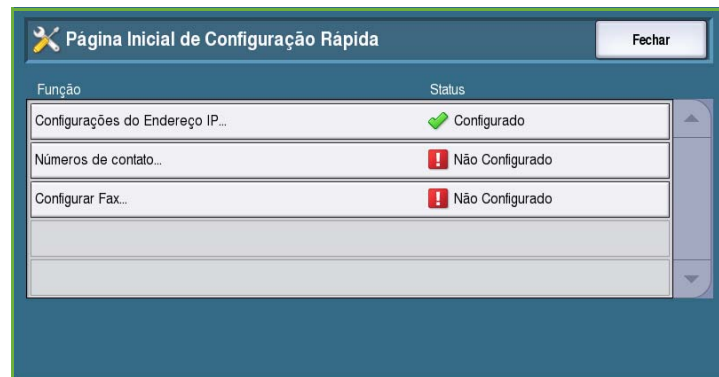 Página Inicial de Configuração Rápida Fechar
Função Status
Configurações do Endereço IP... Configurado
Números de contato... Não Configurado
Configurar Fax... Não Configurado